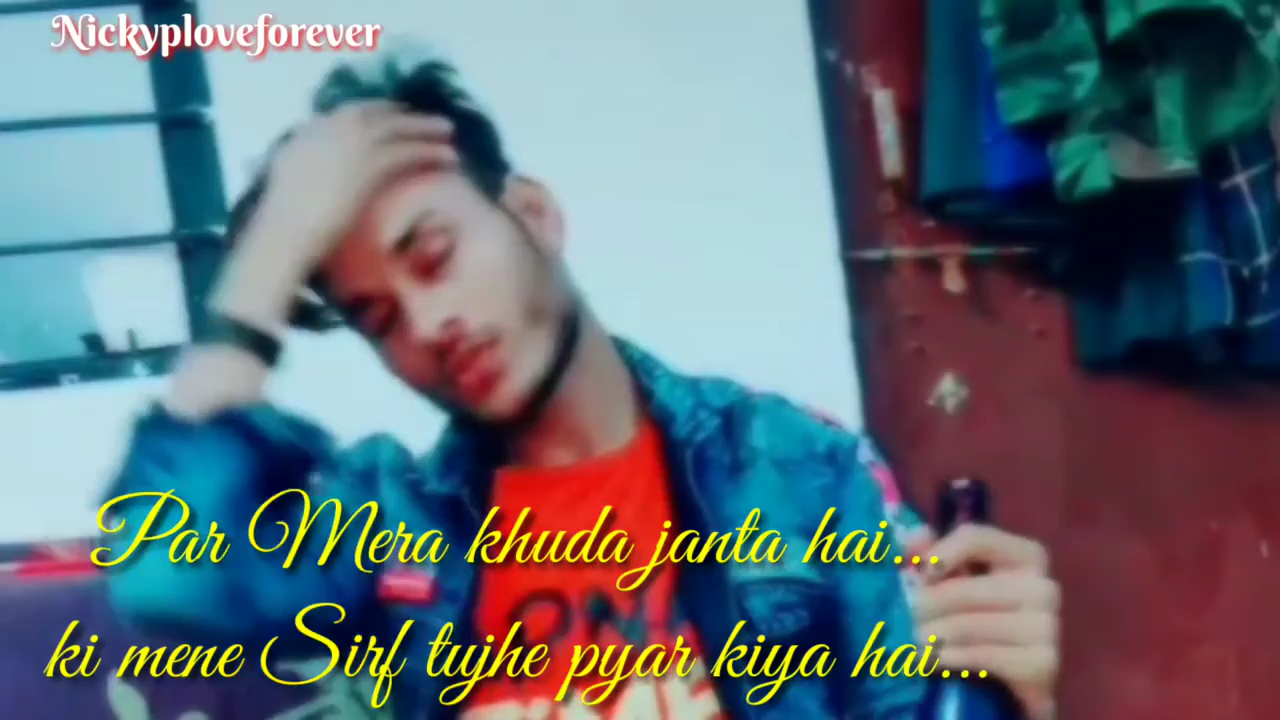 Nickyploveforever
Par Mera khuda janta hai...
ki mene Sirf tujhe pyar kiya hai...